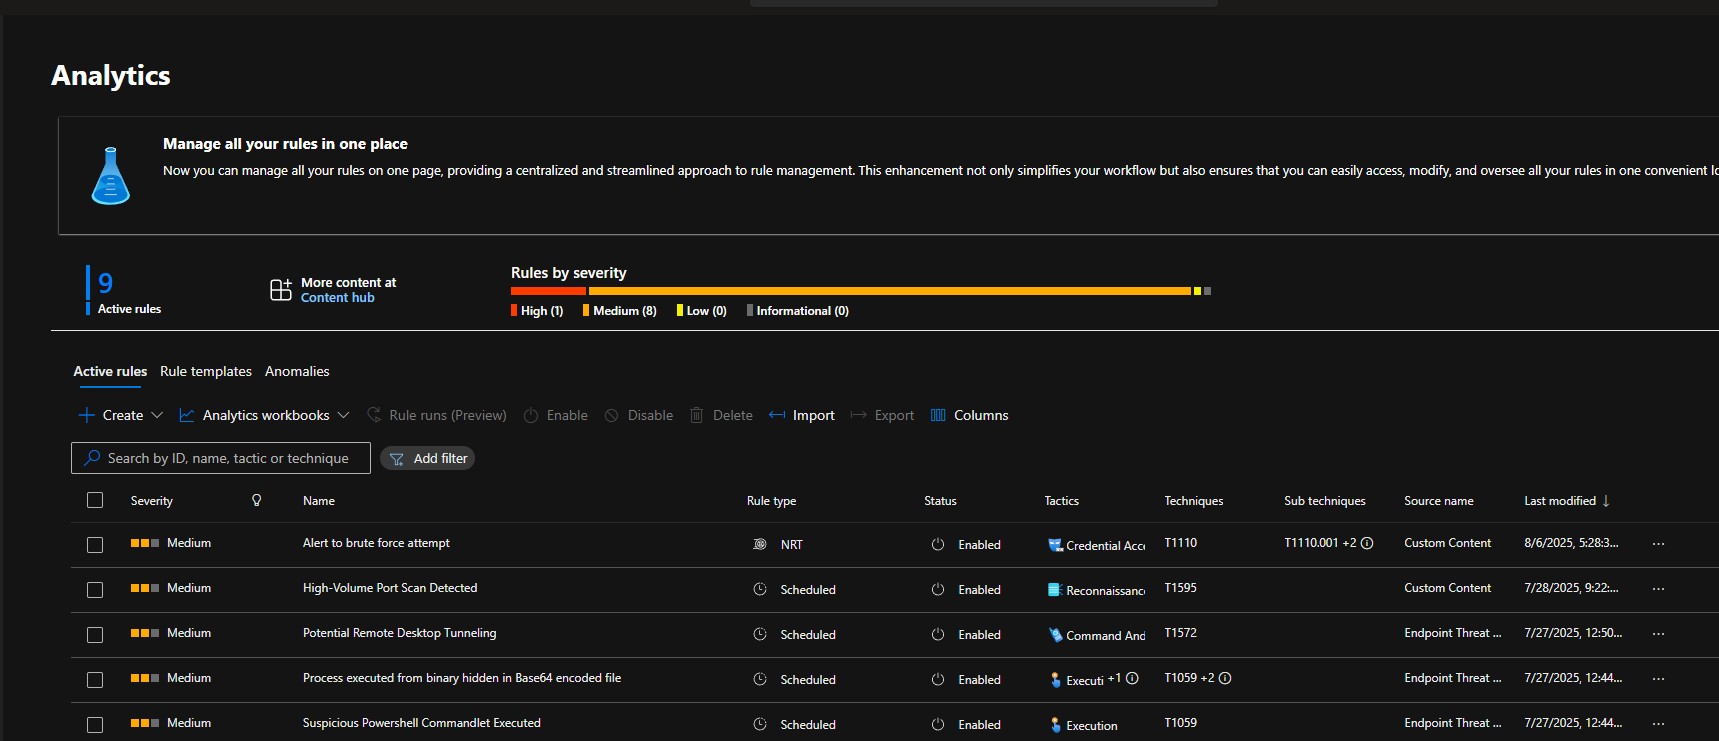 Analytics
Manage all your rules in one place
Now you can manage all your rules on one page, providing a centralized and streamlined approach to rule management. This enhancement not only simplifies your workflow but also ensures that you can easily access, modify, and oversee all your rules in one convenient lo
9
Active rules
More content at
Content hub
Rules by severity
High (1) Medium (8) Low (0) Informational (0)
Active rules Rule templates Anomalies
Create Analytics workbooks Rule runs (Preview) Enable Disable Delete Import Export Columns
Search by ID, name, tactic or technique Add filter
Severity Name Rule type Status Tactics Techniques Sub techniques Source name Last modified ↓
Medium Alert to brute force attempt NRT Enabled Credential Acce T1110 T1110.001 +2 Custom Content 8/6/2025, 5:28:3... ...
Medium High-Volume Port Scan Detected Scheduled Enabled Reconnaissanc T1595 Custom Content 7/28/2025, 9:22:... ...
Medium Potential Remote Desktop Tunneling Scheduled Enabled Command And T1572 Endpoint Threat ... 7/27/2025, 12:50... ...
Medium Process executed from binary hidden in Base64 encoded file Scheduled Enabled Executi +1 T1059 +2 Endpoint Threat ... 7/27/2025, 12:44... ...
Medium Suspicious Powershell Commandlet Executed Scheduled Enabled Execution T1059 Endpoint Threat ... 7/27/2025, 12:44... ...